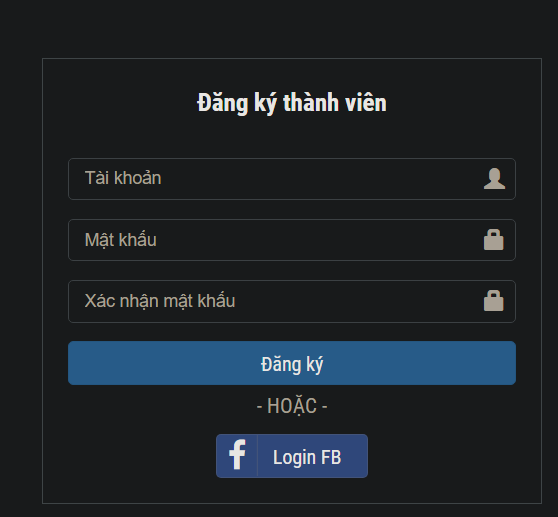 Đăng ký thành viên
Tài khoản
Mật khẩu
Xác nhận mật khẩu
Đăng ký
- HOẶC -
Login FB